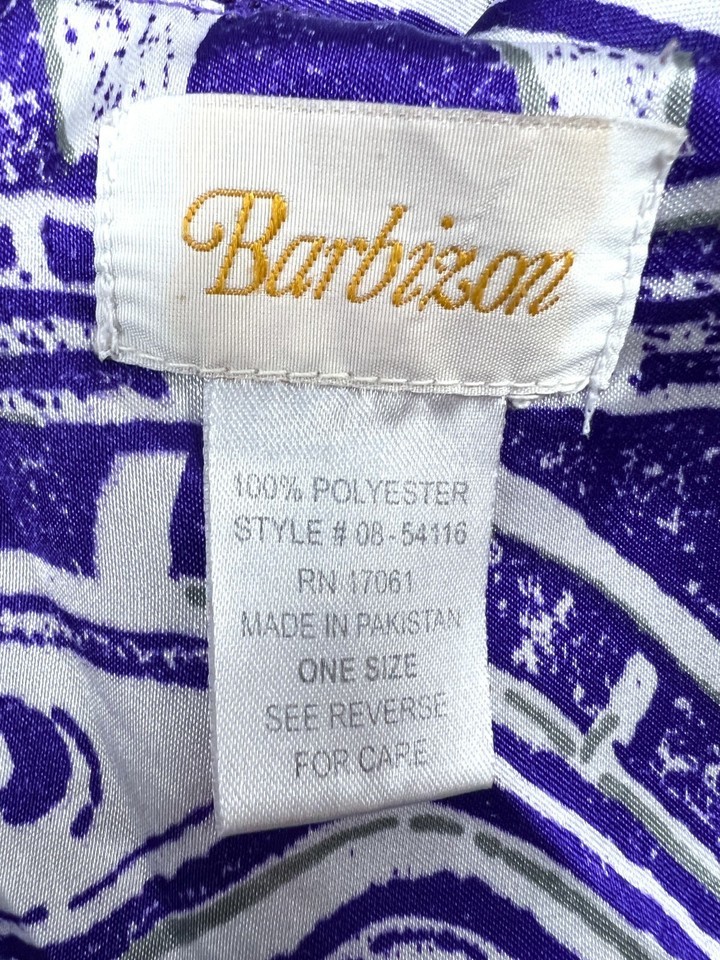 Barbizon
100% POLYESTER
STYLE # 08-54116
RN 17061
MADE IN PAKISTAN
ONE SIZE
SEE REVERSE
FOR CARE